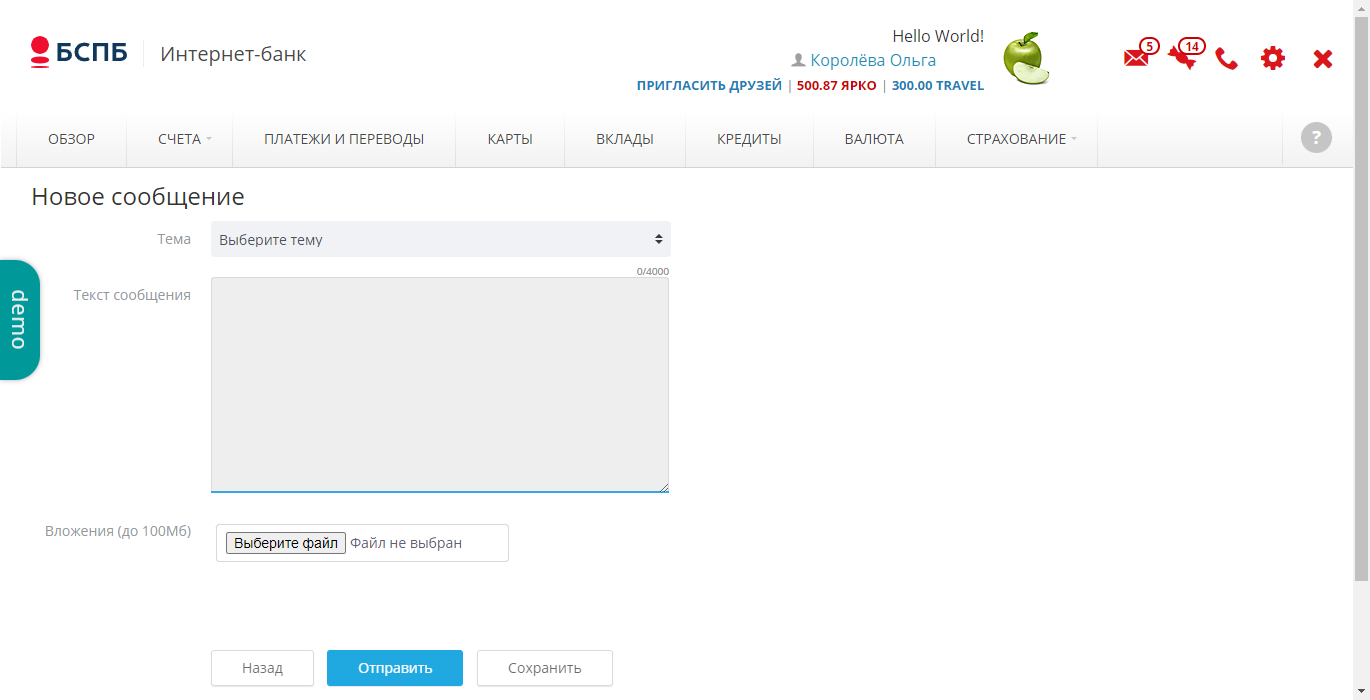 БСПБ
Интернет-банк
Hello World!
Королёва Ольга
ПРИГЛАСИТЬ ДРУЗЕЙ | 500.87 ЯРКО | 300.00 TRAVEL
5
14
ОБЗОР
СЧЕТА
ПЛАТЕЖИ И ПЕРЕВОДЫ
КАРТЫ
ВКЛАДЫ
КРЕДИТЫ
ВАЛЮТА
СТРАХОВАНИЕ
?
Новое сообщение
Тема
Выберите тему
0/4000
Текст сообщения
demo
Вложения (до 100Мб)
Выберите файл
Файл не выбран
Назад
Отправить
Сохранить